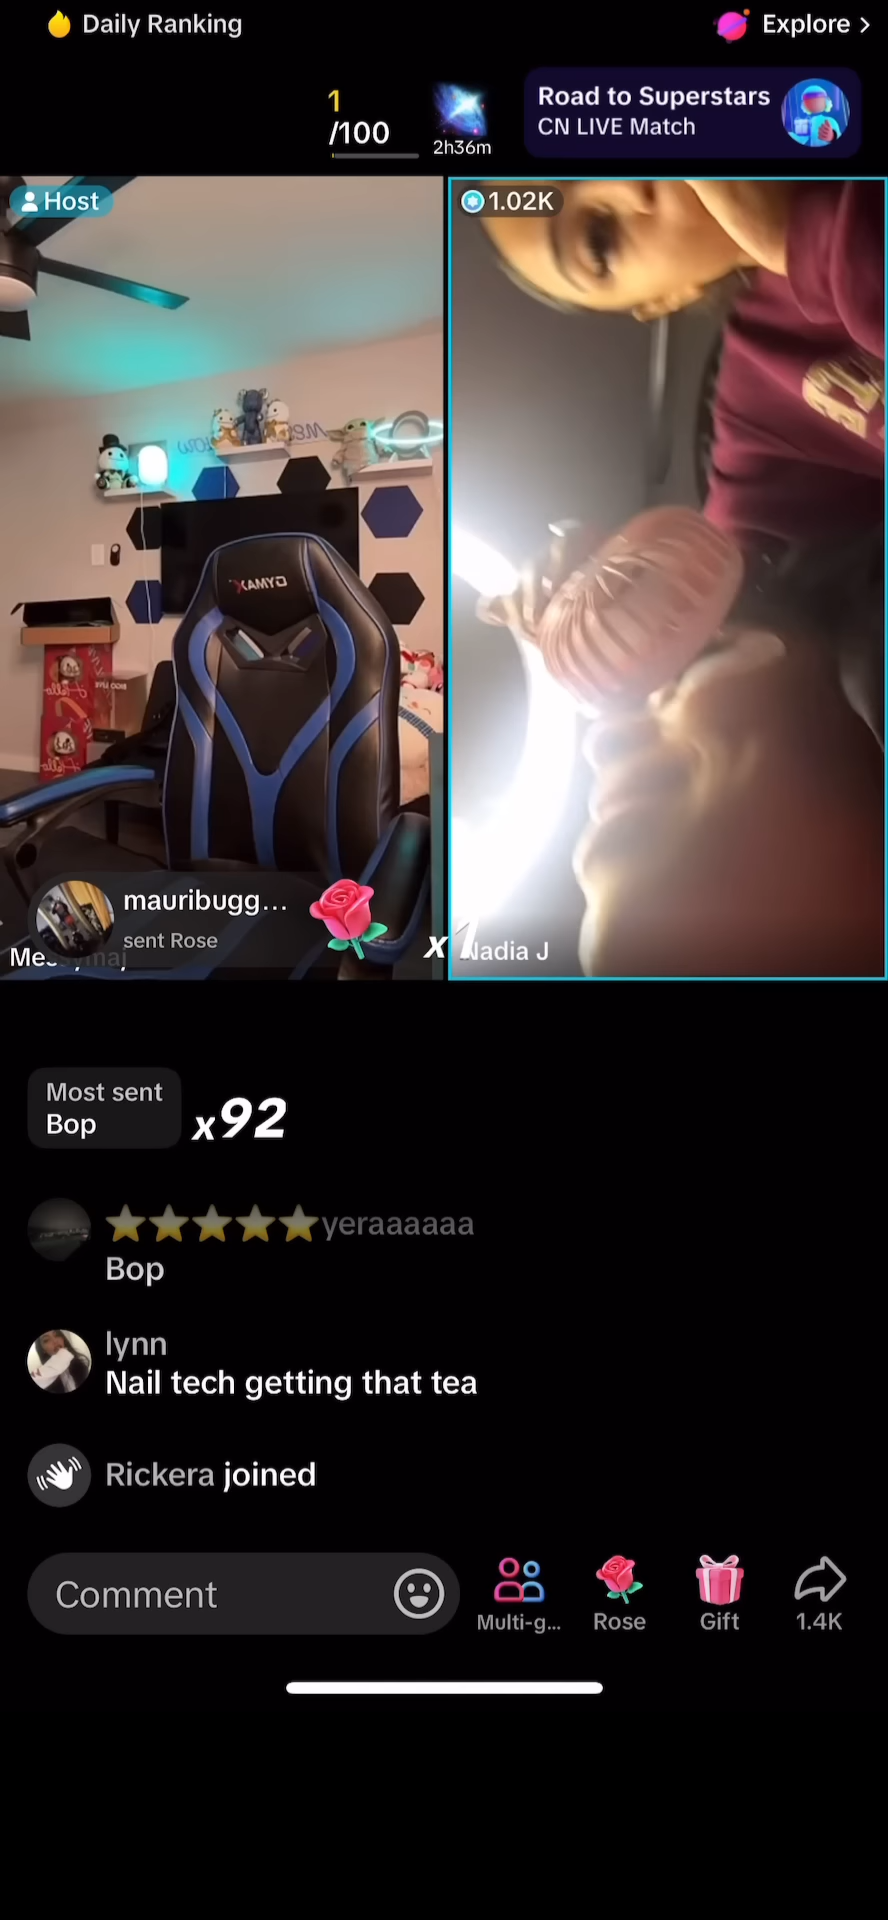 Daily Ranking
Explore >
1
/100
2h36m
Road to Superstars
CN LIVE Match
Host
1.02K
KAMYO
mauribugg...
sent Rose
x1
Nadia J
Most sent
Bop
x92
yeraaaaaa
Bop
lynn
Nail tech getting that tea
Rickera joined
Comment
Multi-g...
Rose
Gift
1.4K